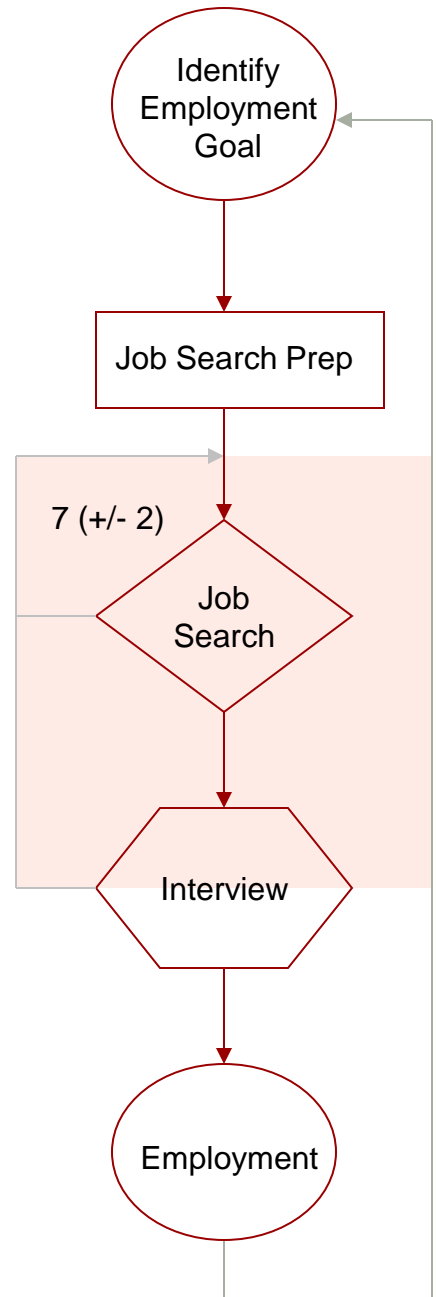 Identify
Employment
Goal
Job Search Prep
7 (+/- 2)
Job
Search
Interview
Employment